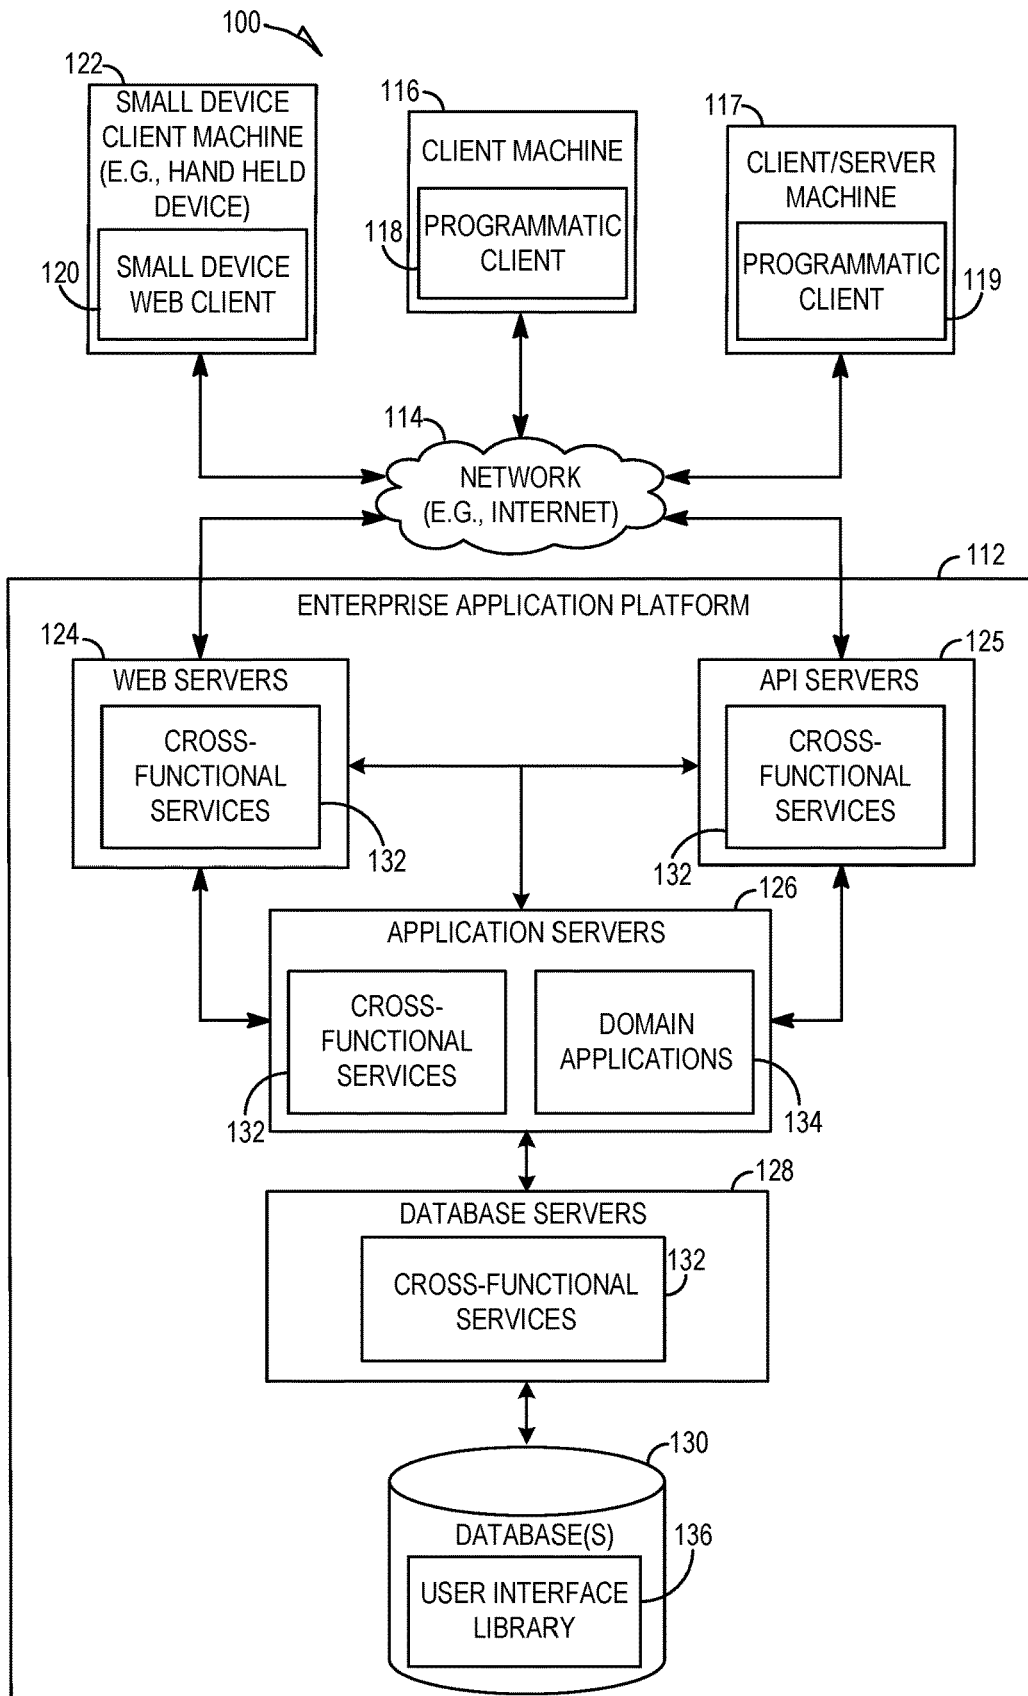 100
122
SMALL DEVICE
CLIENT MACHINE
(E.G., HAND HELD
DEVICE)
120
SMALL DEVICE
WEB CLIENT
116
CLIENT MACHINE
118
PROGRAMMATIC
CLIENT
117
CLIENT/SERVER
MACHINE
PROGRAMMATIC
CLIENT
119
114
NETWORK
(E.G., INTERNET)
112
ENTERPRISE APPLICATION PLATFORM
124
WEB SERVERS
CROSS-
FUNCTIONAL
SERVICES
132
125
API SERVERS
CROSS-
FUNCTIONAL
SERVICES
132
126
APPLICATION SERVERS
CROSS-
FUNCTIONAL
SERVICES
132
DOMAIN
APPLICATIONS
134
128
DATABASE SERVERS
CROSS-FUNCTIONAL
SERVICES
132
130
DATABASE(S)
136
USER INTERFACE
LIBRARY